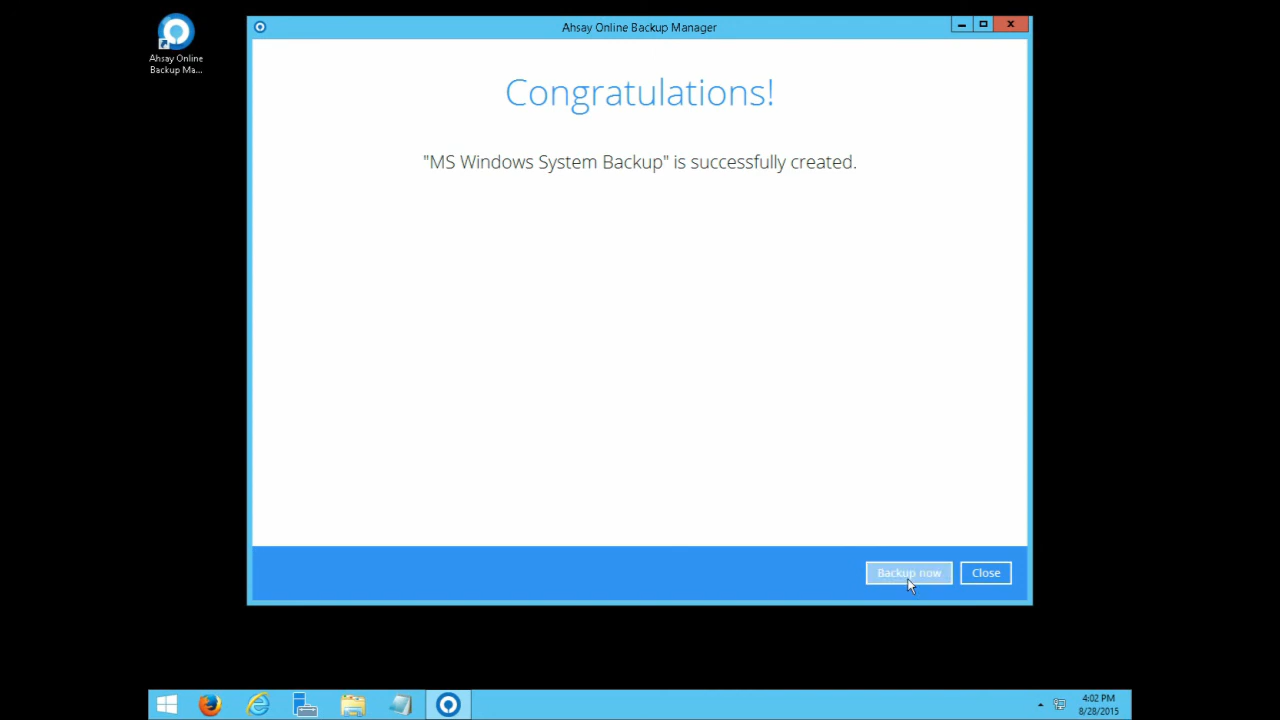 Ahsay Online
Backup Ma...
Ahsay Online Backup Manager
Congratulations!
"MS Windows System Backup" is successfully created.
Backup now
Close
4:02 PM
8/28/2015